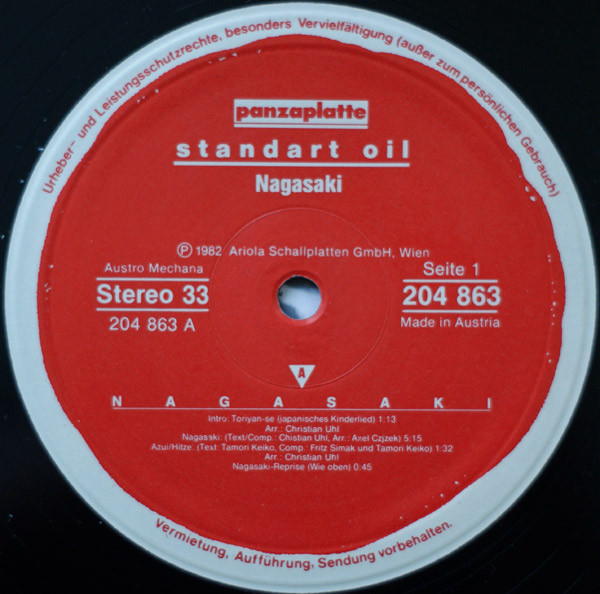 Urheber- und Leistungsschutzrechte, besonders Vervielfältigung (außer zum persönlichen Gebrauch)
panzaplatte
standart oil
Nagasaki
Ⓟ 1982 Ariola Schallplatten GmbH, Wien
Austro Mechana
Stereo 33
204 863 A
Seite 1
204 863
Made in Austria
A
NAGASAKI
Intro: Toriyan-se (japanisches Kinderlied) 1:13
Arr.: Christian Uhl
Nagasaki: (Text/Comp.: Chistian Uhl, Arr.: Axel Czjzek) 5:15
Azui/Hitze: (Text: Tamori Keiko, Comp.: Fritz Simak und Tamori Keiko) 1:32
Arr.: Christian Uhl
Nagasaki-Reprise (Wie oben) 0:45
Vermietung, Aufführung, Sendung vorbehalten.